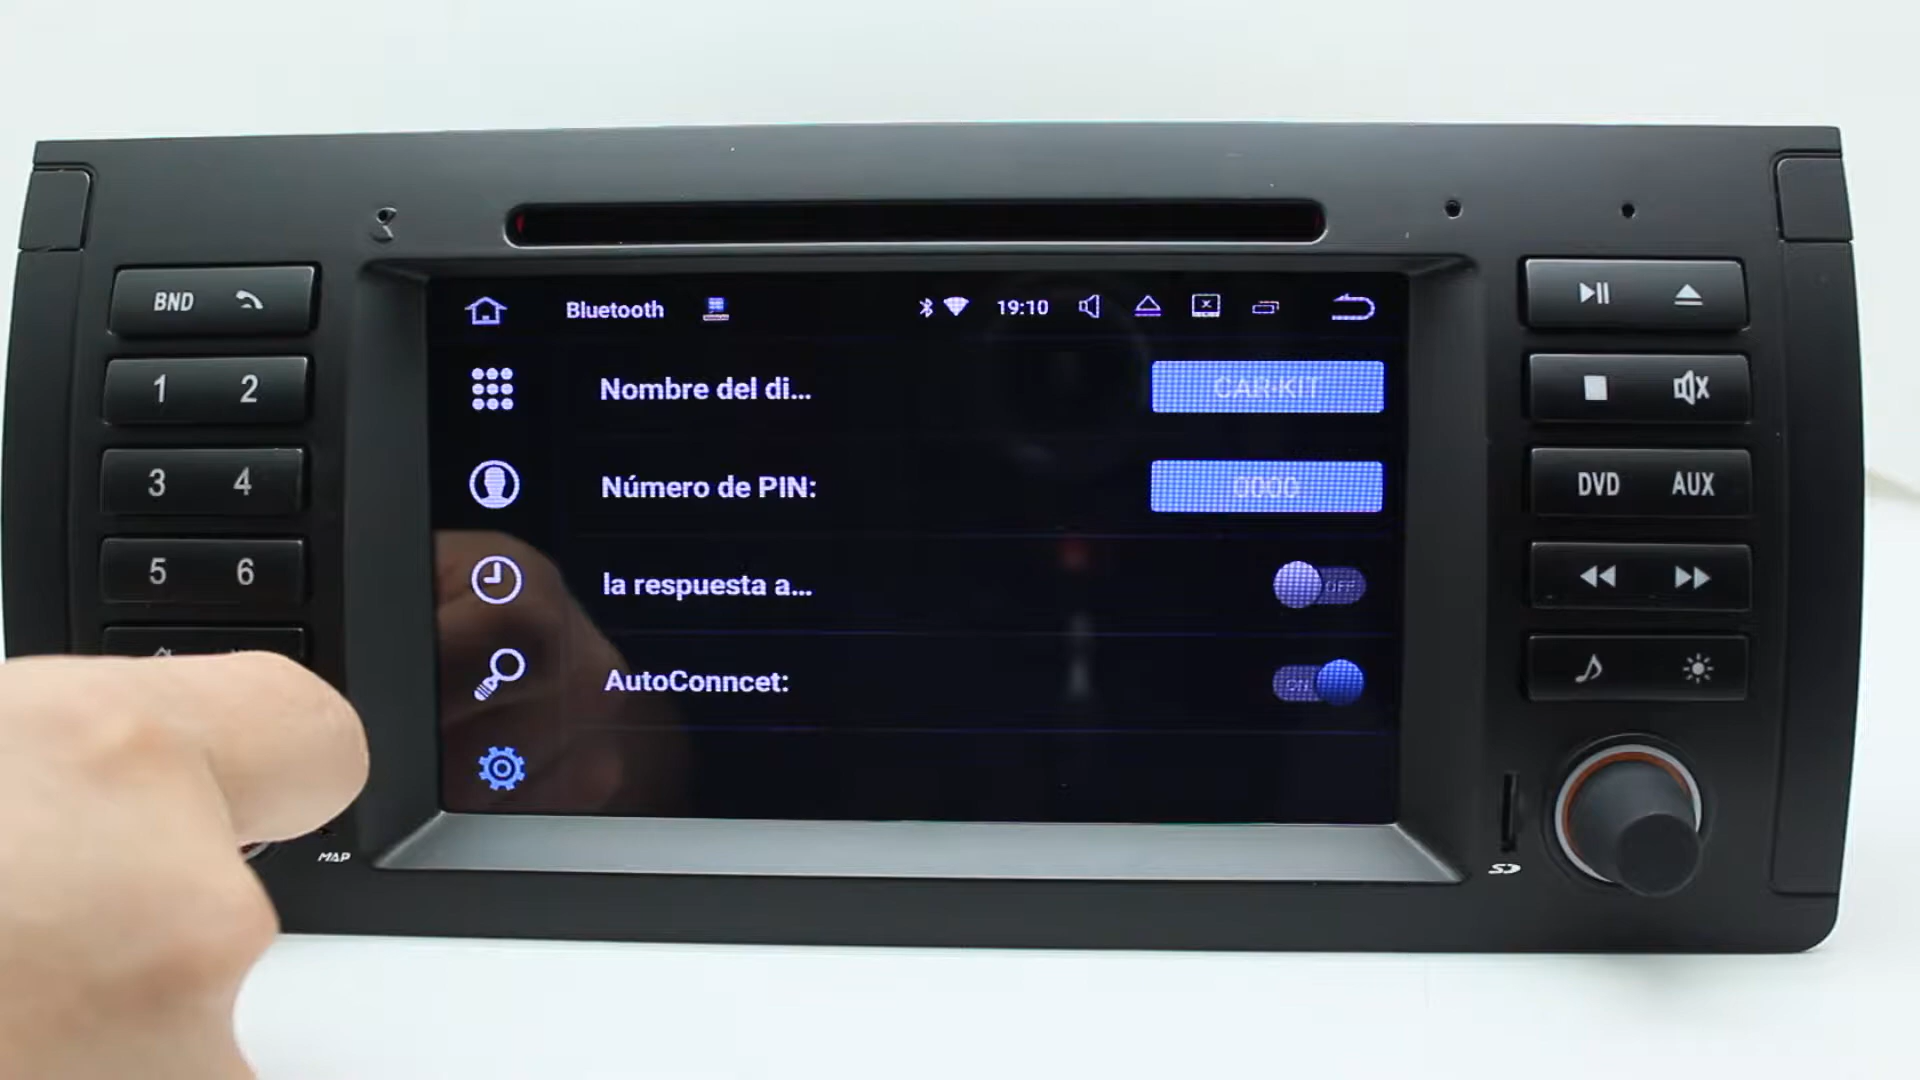 BND
1 2
3 4
5 6
MAP
Bluetooth
19:10
Nombre del di...
CAR-KIT
Número de PIN:
0000
la respuesta a...
OFF
AutoConncet:
ON
DVD AUX
SD